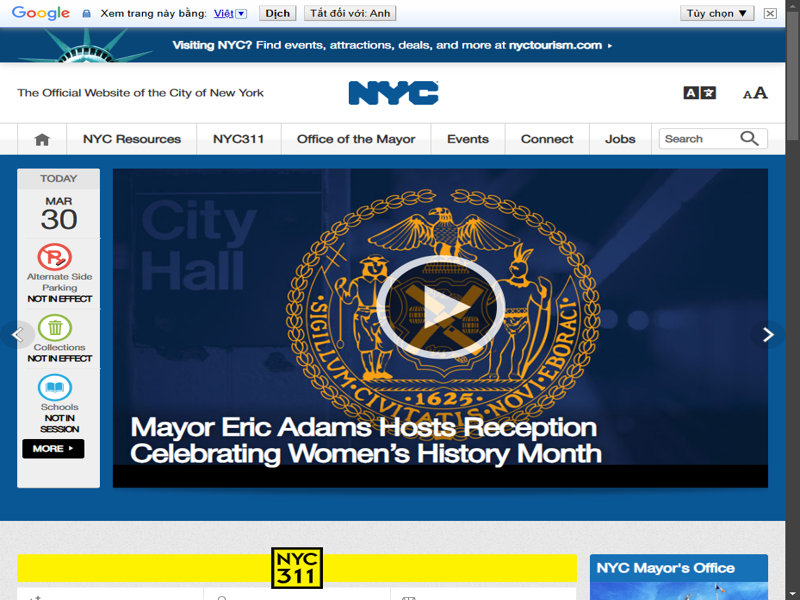 Google Xem trang này bằng: Việt Dịch Tắt đối với: Anh Tùy chọn ▼
Visiting NYC? Find events, attractions, deals, and more at nyctourism.com
The Official Website of the City of New York
NYC
A A
NYC Resources NYC311 Office of the Mayor Events Connect Jobs Search
TODAY
MAR
30
Alternate Side
Parking
NOT IN EFFECT
Collections
NOT IN EFFECT
Schools
NOT IN
SESSION
MORE
City
Hall
SIGILLUM·CIVITATIS·NOVI·EBORACI
·1625·
Mayor Eric Adams Hosts Reception
Celebrating Women's History Month
NYC
311
NYC Mayor's Office